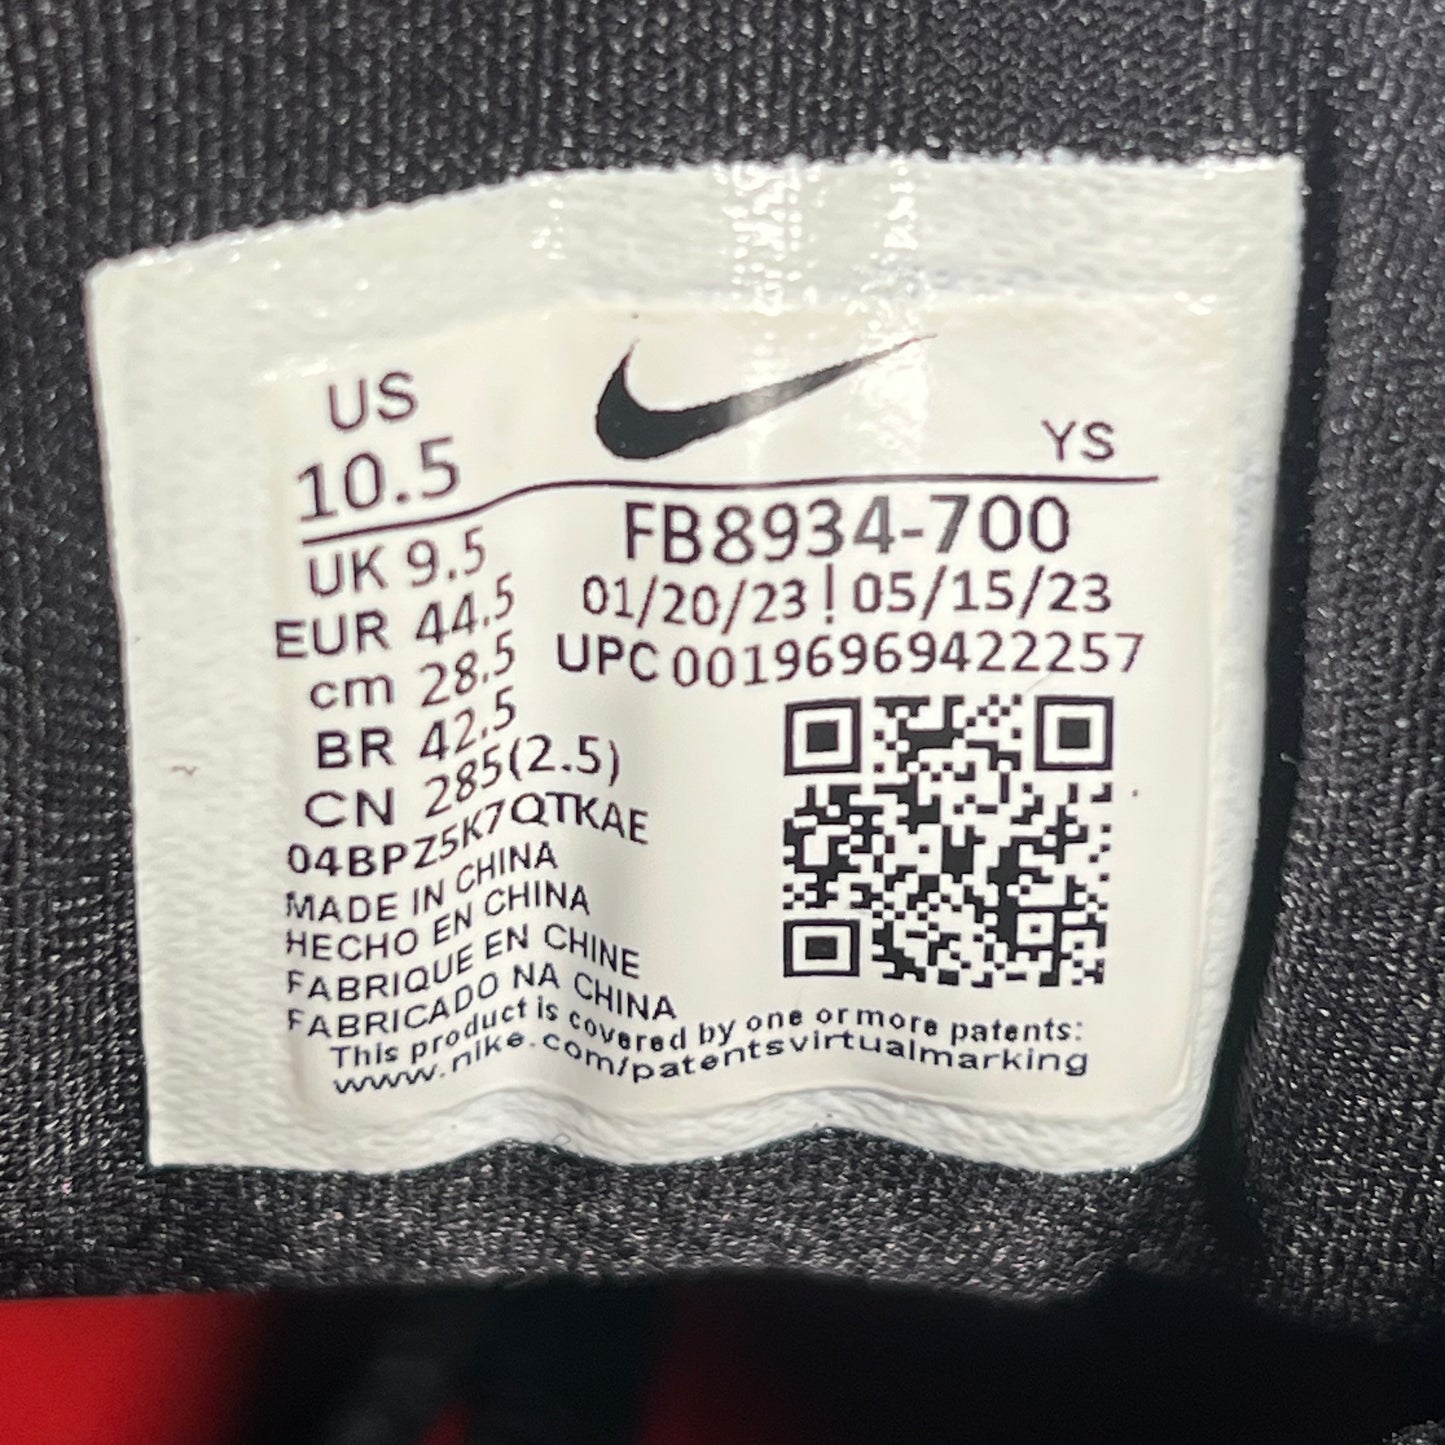 US
10.5
YS
UK 9.5
EUR 44.5
cm 28.5
BR 42.5
CN 285(2.5)
04BPZ5K7QTKAE
MADE IN CHINA
HECHO EN CHINA
FABRIQUE EN CHINE
FABRICADO NA CHINA
FB8934-700
01/20/23 | 05/15/23
UPC 00196969422257
This product is covered by one or more patents:
www.nike.com/patentsvirtualmarking